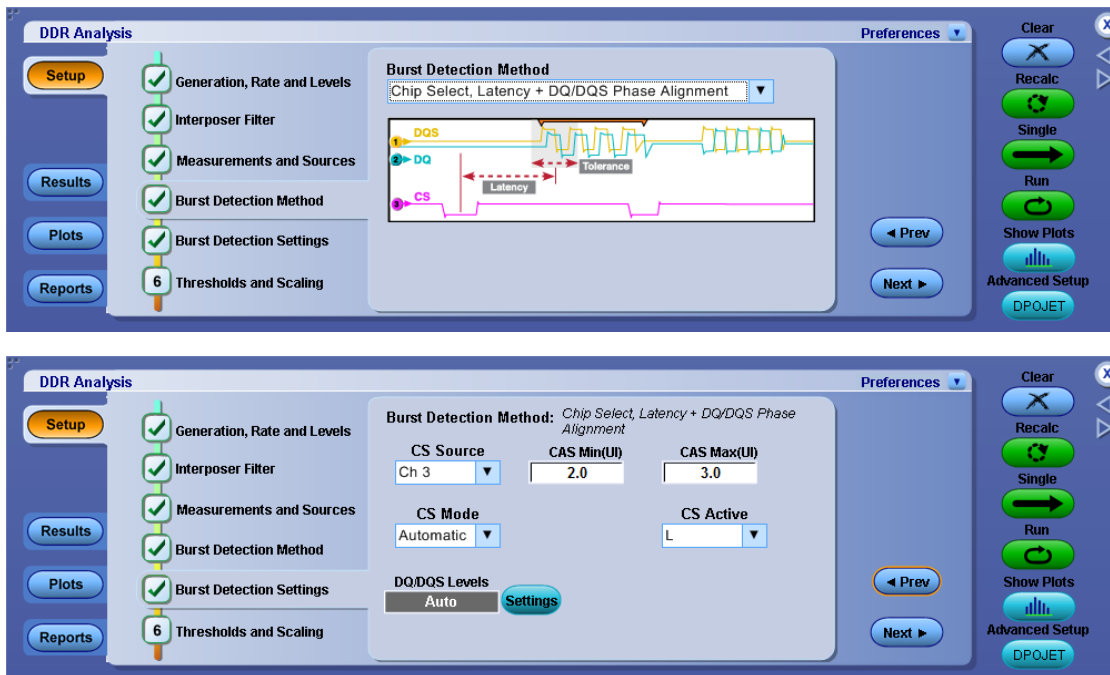 DDR Analysis
Preferences
Clear
X
Setup
Generation, Rate and Levels
Interposer Filter
Measurements and Sources
Burst Detection Method
Burst Detection Settings
6 Thresholds and Scaling
Results
Plots
Reports
Burst Detection Method
Chip Select, Latency + DQ/DQS Phase Alignment
1 DQS
2 DQ
Tolerance
Latency
3 CS
Prev
Next
Recalc
Single
Run
Show Plots
Advanced Setup
DPOJET
DDR Analysis
Preferences
Clear
X
Setup
Generation, Rate and Levels
Interposer Filter
Measurements and Sources
Burst Detection Method
Burst Detection Settings
6 Thresholds and Scaling
Results
Plots
Reports
Burst Detection Method: Chip Select, Latency + DQ/DQS Phase
Alignment
CS Source CAS Min(UI) CAS Max(UI)
Ch 3 2.0 3.0
CS Mode CS Active
Automatic L
DQ/DQS Levels
Auto Settings
Prev
Next
Recalc
Single
Run
Show Plots
Advanced Setup
DPOJET